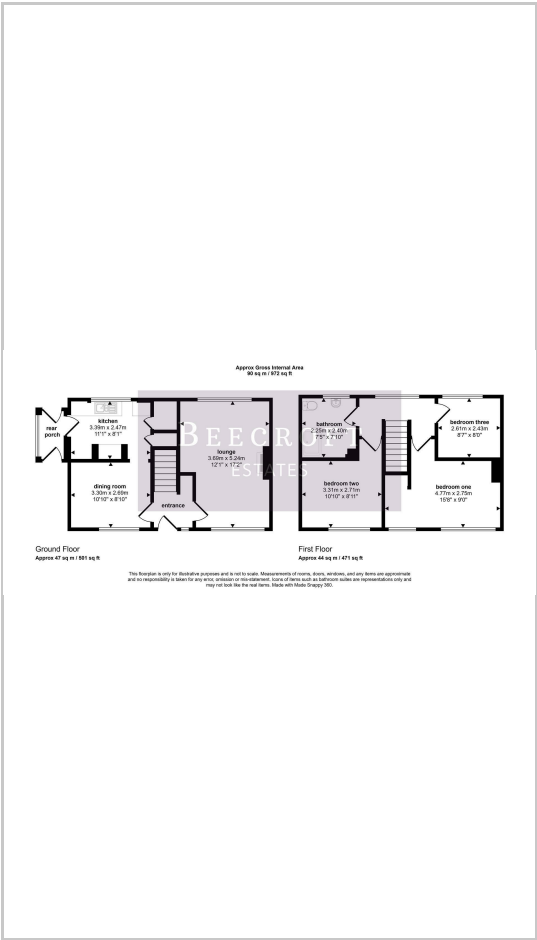 Approx Gross Internal Area
90 sq m / 972 sq ft
rear
porch
kitchen
3.39m x 2.47m
11'1" x 8'1"
dining room
3.30m x 2.69m
10'10" x 8'10"
entrance
lounge
3.69m x 5.24m
12'1" x 17'2"
BEECROFT
ESTATES
bathroom
2.25m x 2.40m
7'5" x 7'10"
bedroom two
3.31m x 2.71m
10'10" x 8'11"
bedroom three
2.61m x 2.43m
8'7" x 8'0"
bedroom one
4.77m x 2.75m
15'8" x 9'0"
Ground Floor
Approx 47 sq m / 501 sq ft
First Floor
Approx 44 sq m / 471 sq ft
This floorplan is only for illustrative purposes and is not to scale. Measurements of rooms, doors, windows, and any items are approximate
and no responsibility is taken for any error, omission or mis-statement. Icons of items such as bathroom suites are representations only and
may not look like the real items. Made with Made Snappy 360.